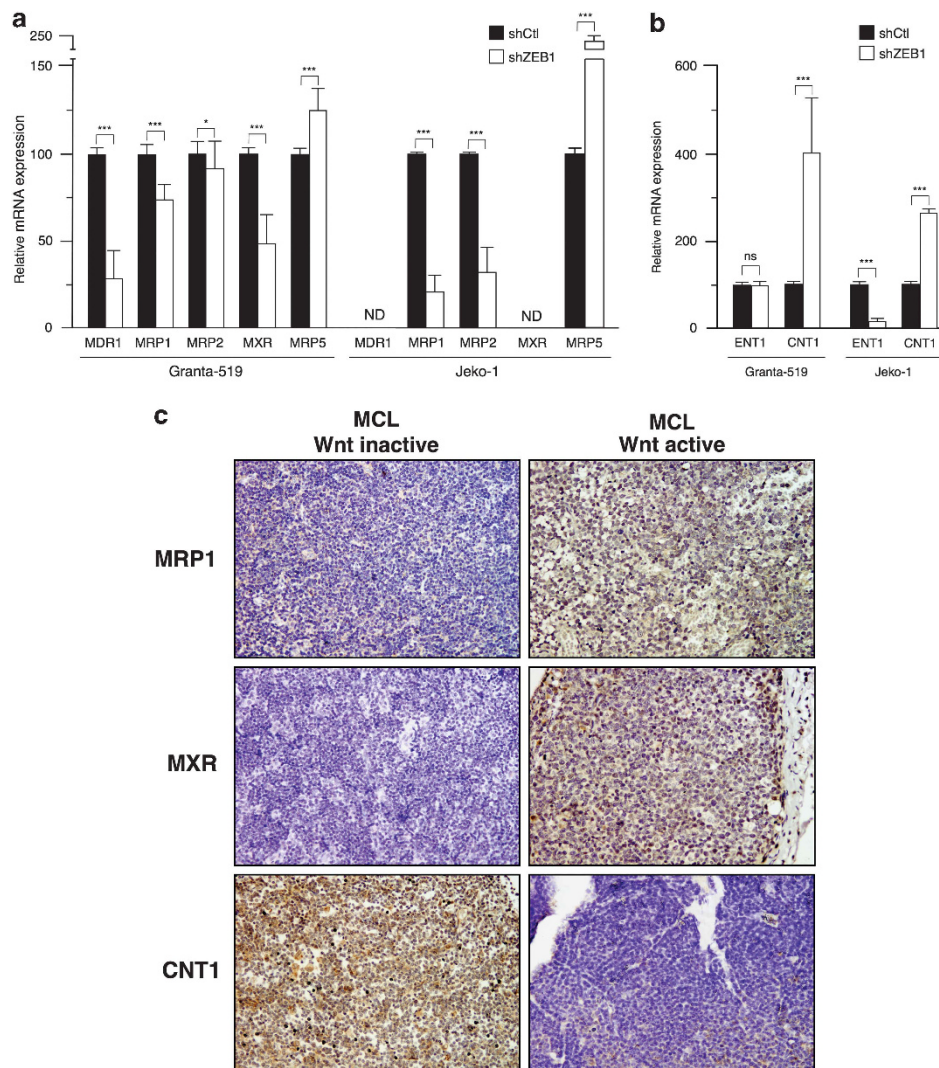 a
Relative mRNA expression
250
150
100
50
0
shCtl
shZEB1
*** *** * *** *** *** *** ***
ND ND
MDR1 MRP1 MRP2 MXR MRP5 MDR1 MRP1 MRP2 MXR MRP5
Granta-519 Jeko-1
b
Relative mRNA expression
600
400
200
0
shCtl
shZEB1
ns *** *** ***
ENT1 CNT1 ENT1 CNT1
Granta-519 Jeko-1
c
MCL
Wnt inactive
MCL
Wnt active
MRP1
MXR
CNT1